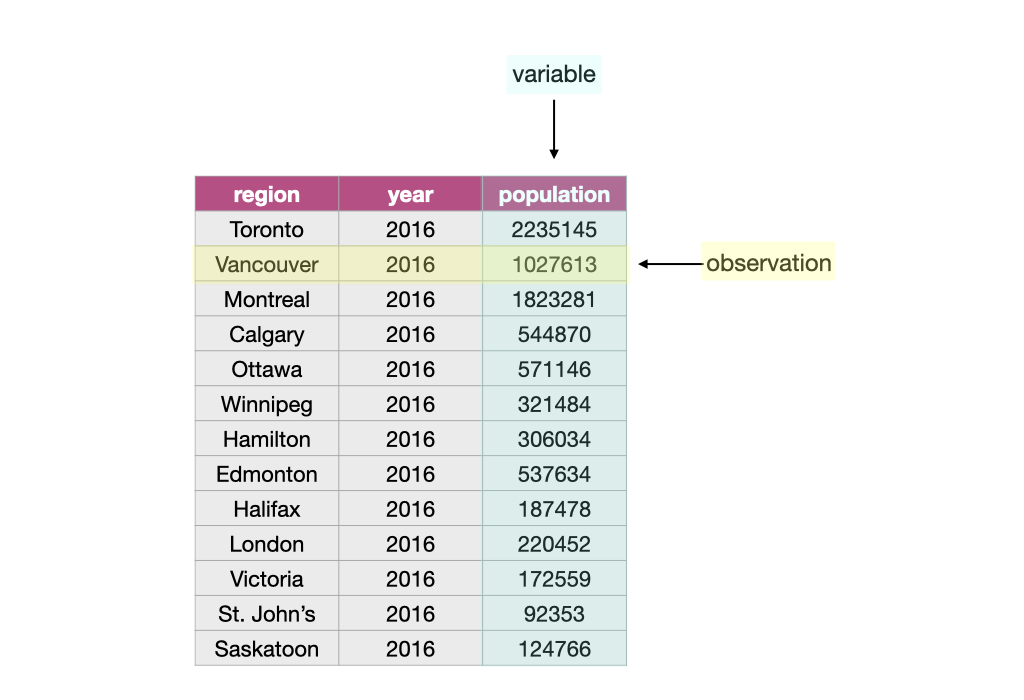 variable
region year population
Toronto 2016 2235145
Vancouver 2016 1027613
observation
Montreal 2016 1823281
Calgary 2016 544870
Ottawa 2016 571146
Winnipeg 2016 321484
Hamilton 2016 306034
Edmonton 2016 537634
Halifax 2016 187478
London 2016 220452
Victoria 2016 172559
St. John’s 2016 92353
Saskatoon 2016 124766